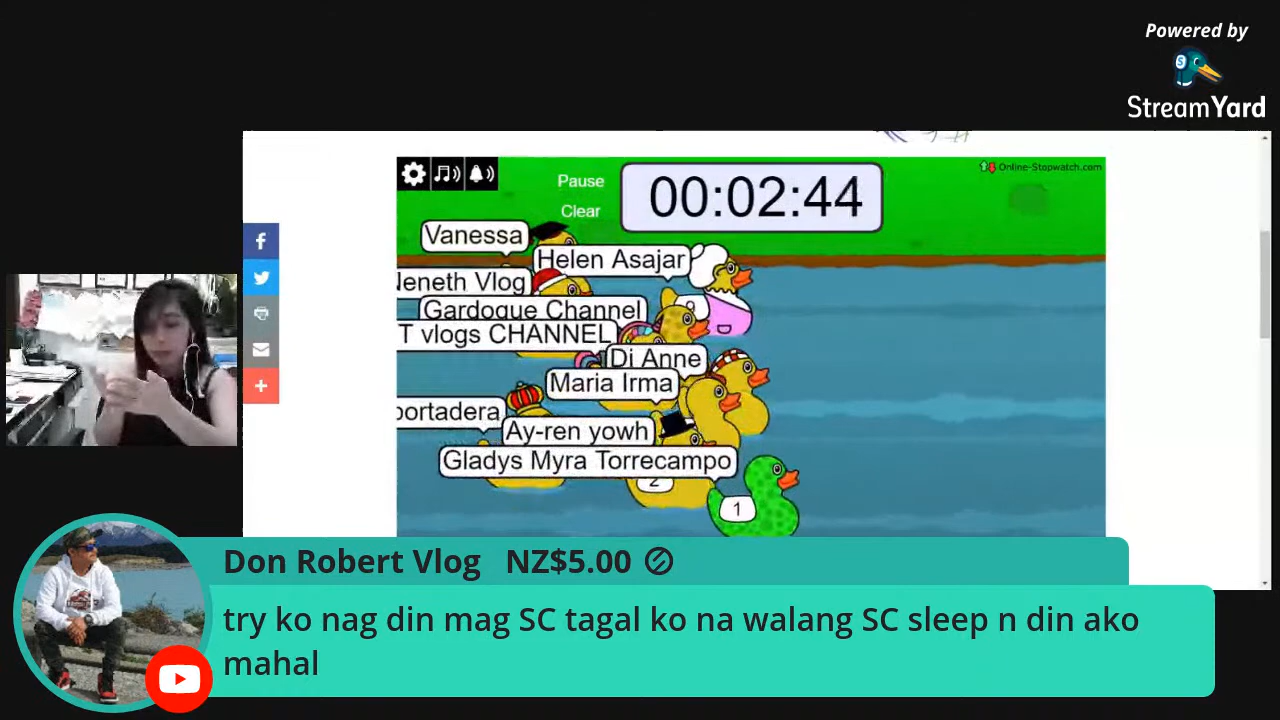 Powered by
StreamYard
Online-Stopwatch.com
Pause
Clear
00:02:44
Vanessa
Helen Asajar
Neneth Vlog
Gardoque Channel
T vlogs CHANNEL
Di Anne
Maria Irma
portadera
Ay-ren yowh
Gladys Myra Torrecampo
2
1
Don Robert Vlog NZ$5.00
try ko nag din mag SC tagal ko na walang SC sleep n din ako
mahal